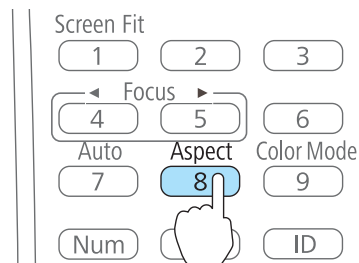 Screen Fit
1 2 3
◄ Focus ►
4 5 6
Auto Aspect Color Mode
7 8 9
Num ID